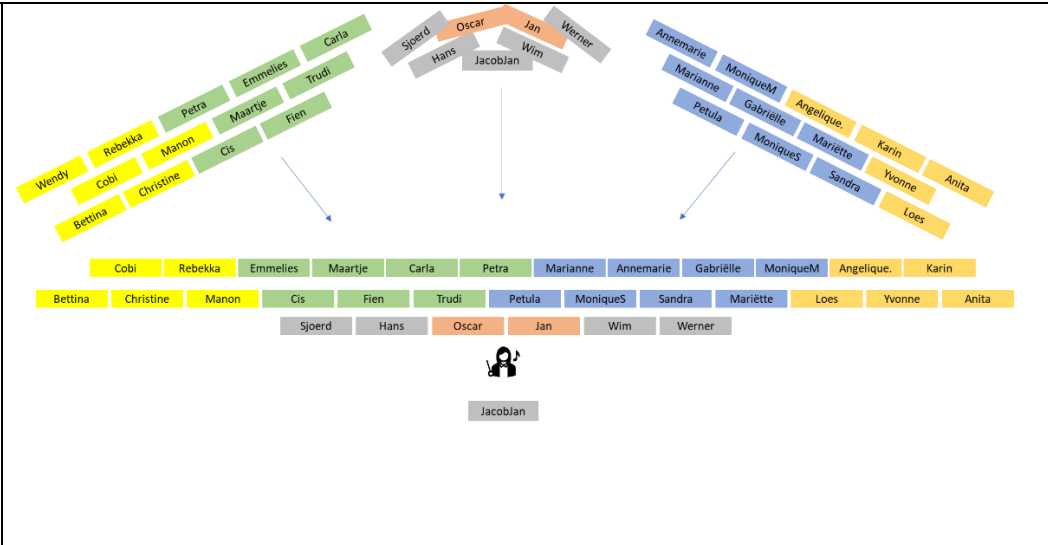 Wendy Rebekka Petra Emmelies Carla
Cobi Manon Maartje Trudi
Bettina Christine Cis Fien
Sjoerd Oscar Jan Werner
Hans Wim
JacobJan
Annemarie MoniqueM Angelique. Karin Anita
Marianne Gabriëlle Mariëtte Yvonne
Petula MoniqueS Sandra Loes
Cobi Rebekka Emmelies Maartje Carla Petra Marianne Annemarie Gabriëlle MoniqueM Angelique. Karin
Bettina Christine Manon Cis Fien Trudi Petula MoniqueS Sandra Mariëtte Loes Yvonne Anita
Sjoerd Hans Oscar Jan Wim Werner
JacobJan